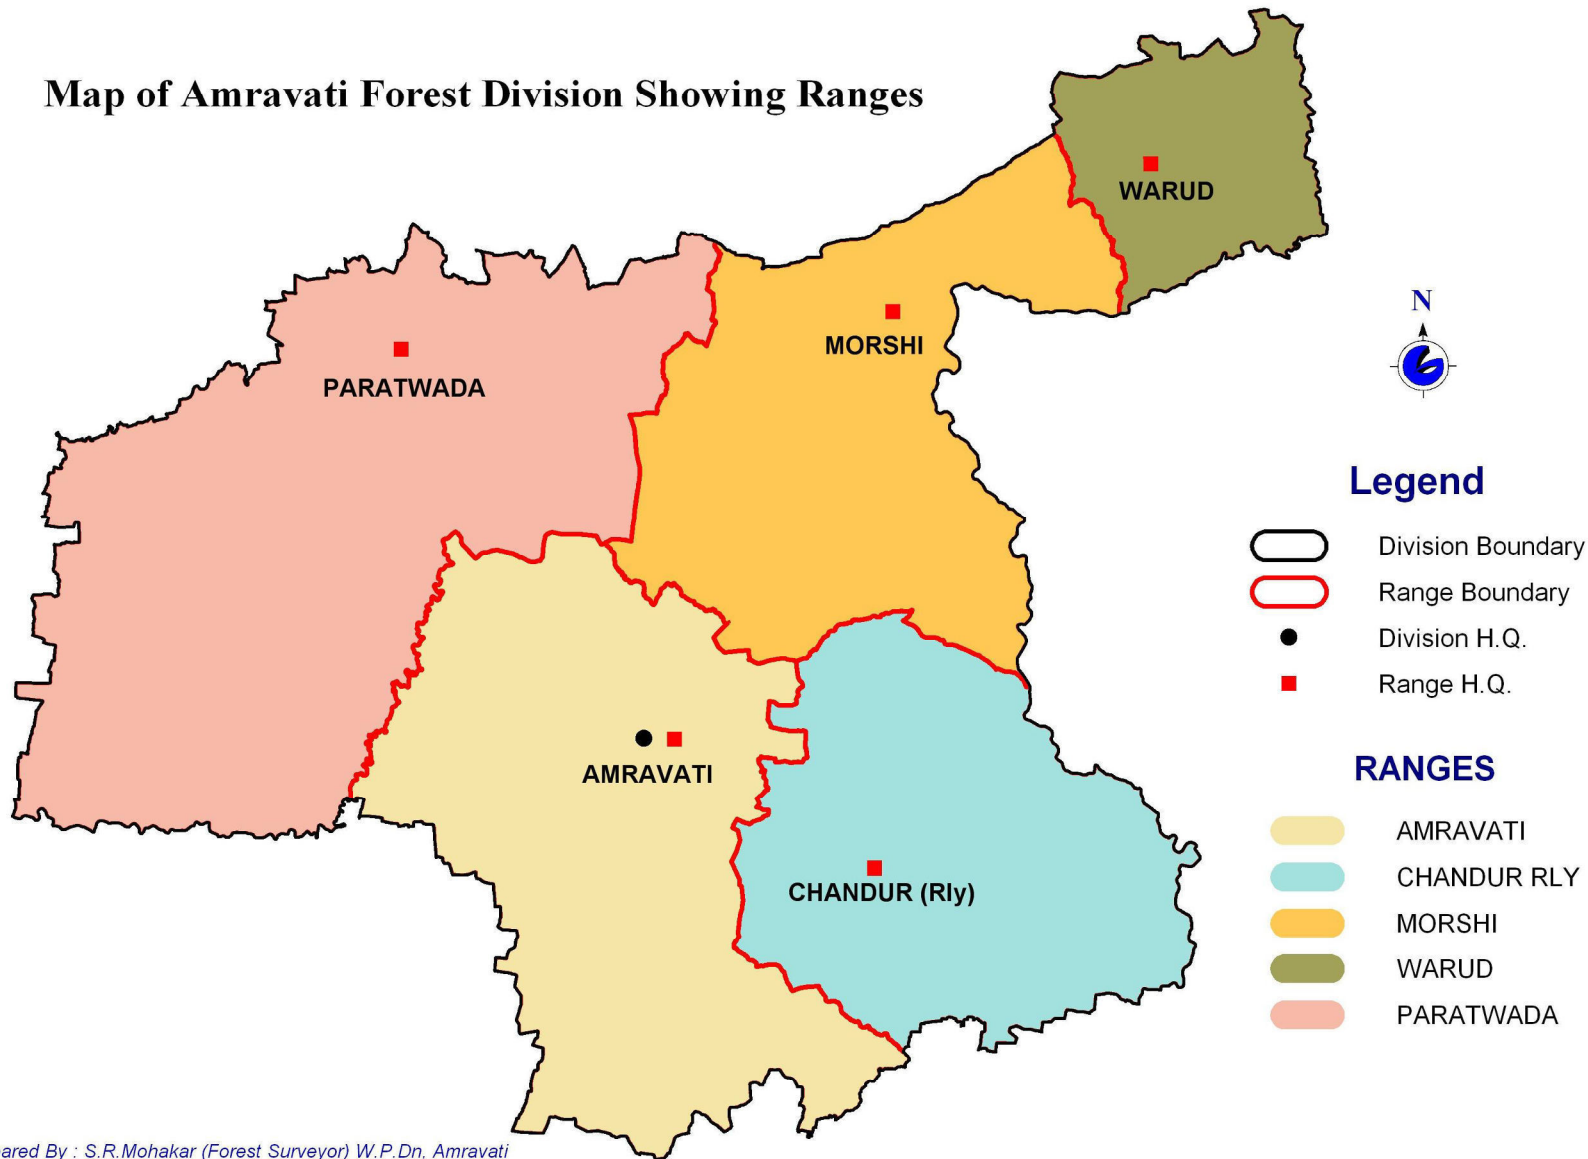 Map of Amravati Forest Division Showing Ranges
WARUD
MORSHI
PARATWADA
N
AMRAVATI
CHANDUR (Rly)
Legend
Division Boundary
Range Boundary
Division H.Q.
Range H.Q.
RANGES
AMRAVATI
CHANDUR RLY
MORSHI
WARUD
PARATWADA
ared By : S.R.Mohakar (Forest Surveyor) W.P.Dn, Amravati